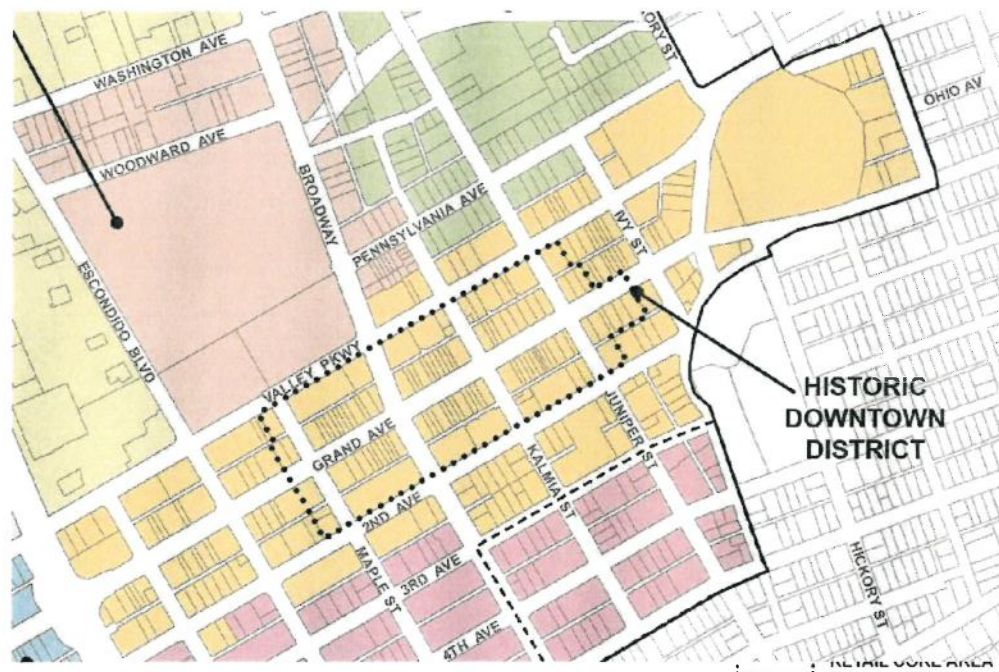 WASHINGTON AVE
WOODWARD AVE
OHIO AV
BROADWAY
PENNSYLVANIA AVE
IVY ST
ESCONDIDO BLVD
VALLEY PKWY
HISTORIC
DOWNTOWN
DISTRICT
GRAND AVE
JUNIPER ST
KALMIA ST
2ND AVE
MAPLE ST
3RD AVE
HICKORY ST
4TH AVE